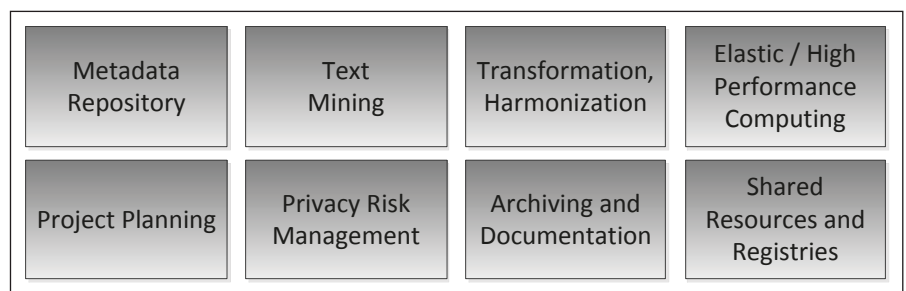 Metadata
Repository
Text
Mining
Transformation,
Harmonization
Elastic / High
Performance
Computing
Project Planning
Privacy Risk
Management
Archiving and
Documentation
Shared
Resources and
Registries